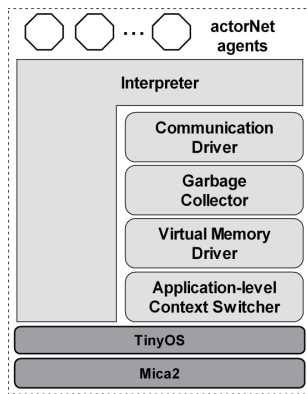 ... actorNet
agents
Interpreter
Communication
Driver
Garbage
Collector
Virtual Memory
Driver
Application-level
Context Switcher
TinyOS
Mica2